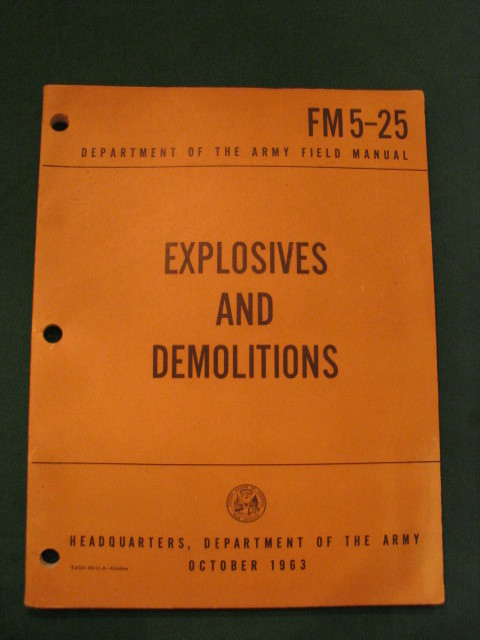 FM 5-25
DEPARTMENT OF THE ARMY FIELD MANUAL
EXPLOSIVES
AND
DEMOLITIONS
HEADQUARTERS, DEPARTMENT OF THE ARMY
OCTOBER 1963